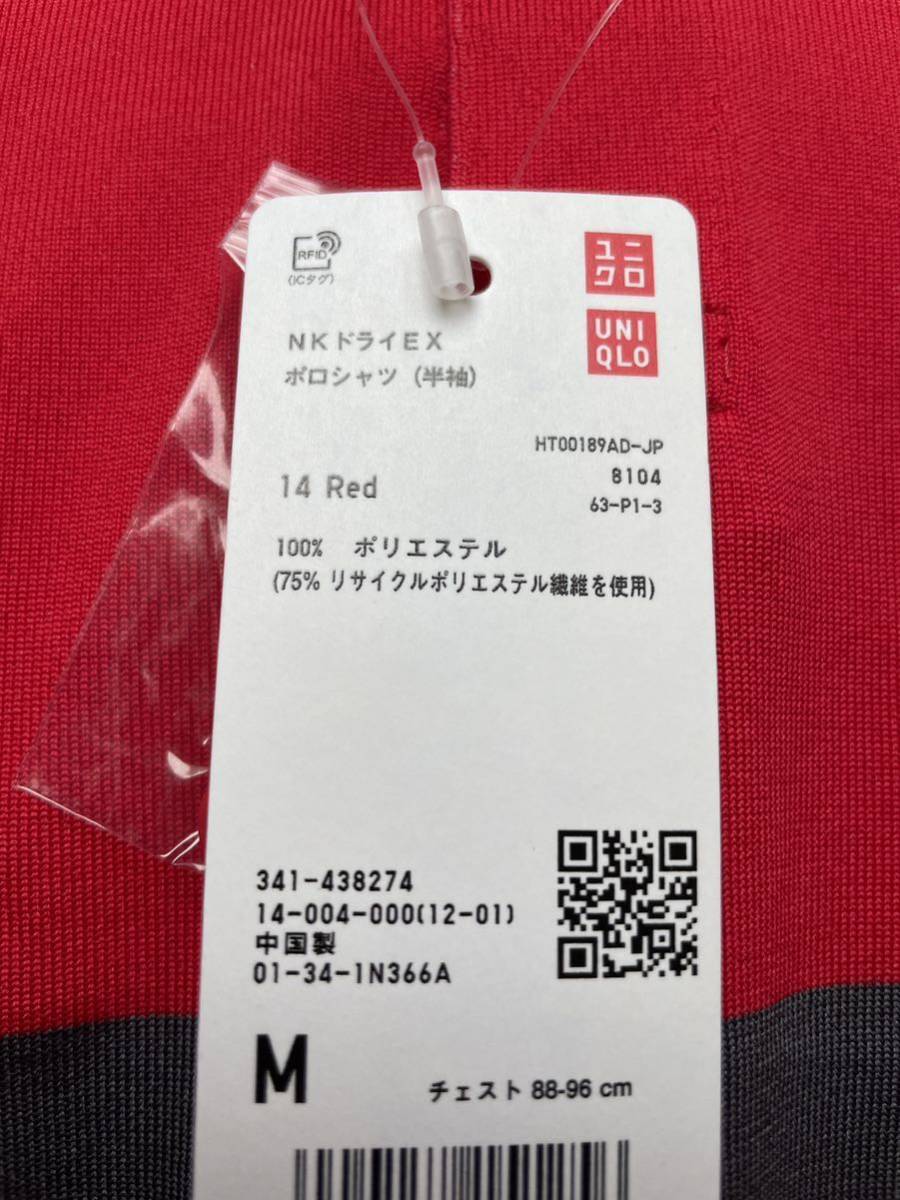 RFID
(ICタグ)
ユニ
クロ
UNI
QLO
NKドライEX
ポロシャツ (半袖)
HT00189AD-JP
8104
63-P1-3
14 Red
100% ポリエステル
(75% リサイクルポリエステル繊維を使用)
341-438274
14-004-000(12-01)
中国製
01-34-1N366A
M
チェスト 88-96 cm